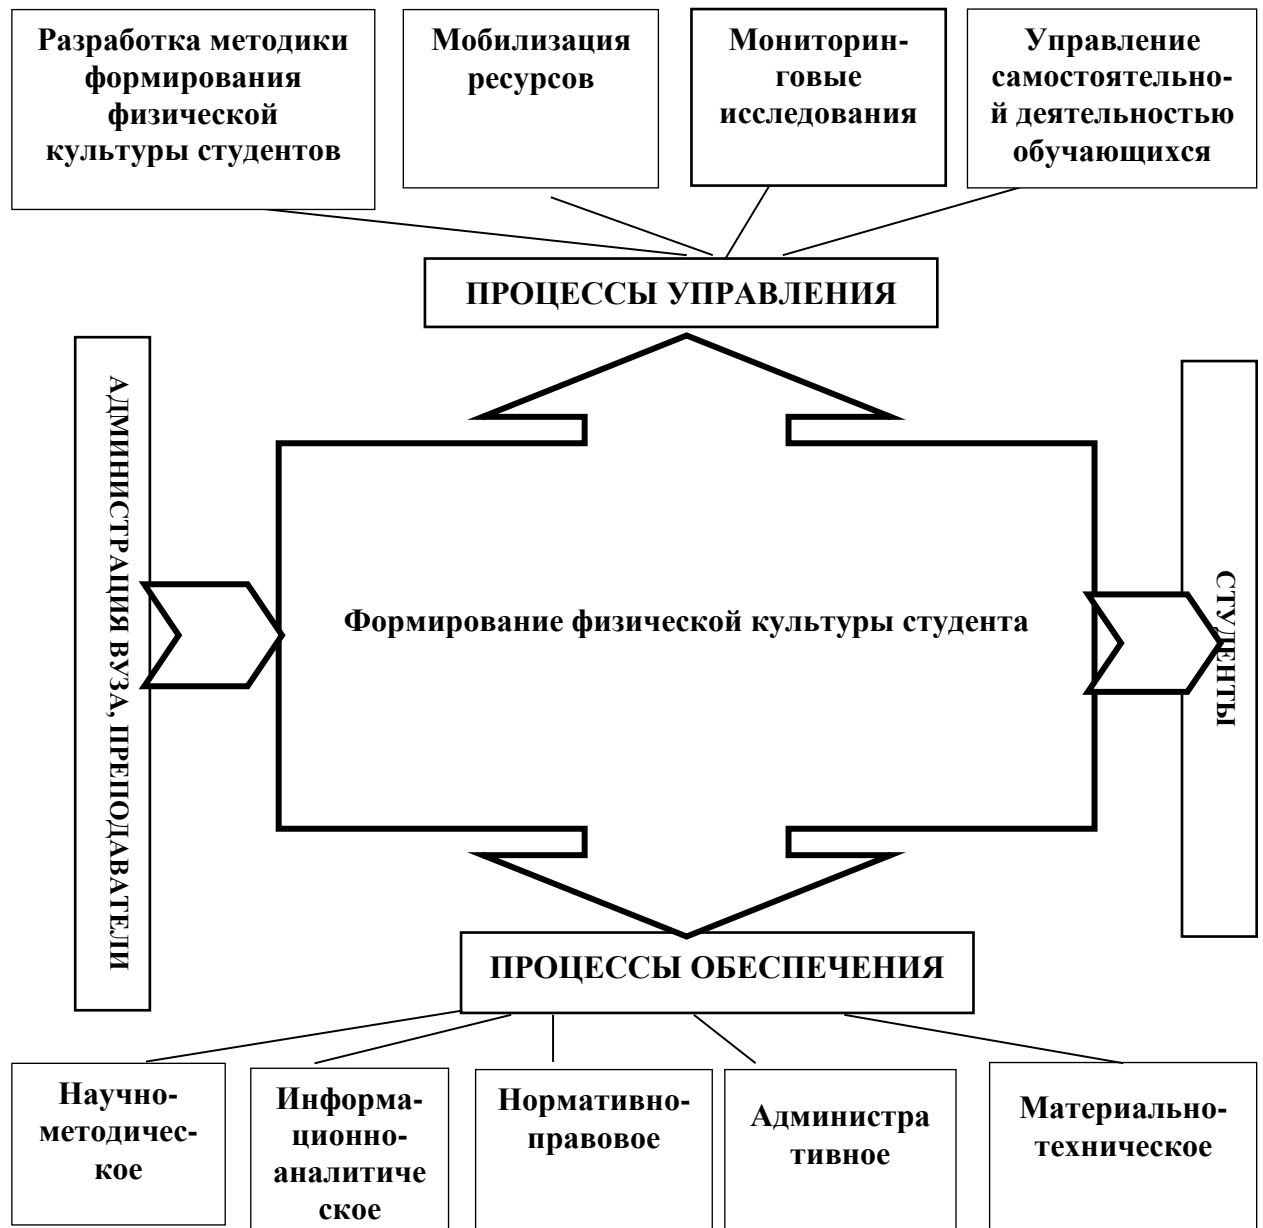 Разработка методики
формирования
физической
культуры студентов
Мобилизация
ресурсов
Мониторин-
говые
исследования
Управление
самостоятельно-
й деятельностью
обучающихся
ПРОЦЕССЫ УПРАВЛЕНИЯ
АДМИНИСТРАЦИЯ ВУЗА, ПРЕПОДАВАТЕЛИ
Формирование физической культуры студента
СТУДЕНТЫ
ПРОЦЕССЫ ОБЕСПЕЧЕНИЯ
Научно-
методичес-
кое
Информа-
ционно-
аналитиче
ское
Нормативно-
правовое
Администра
тивное
Материально-
техническое